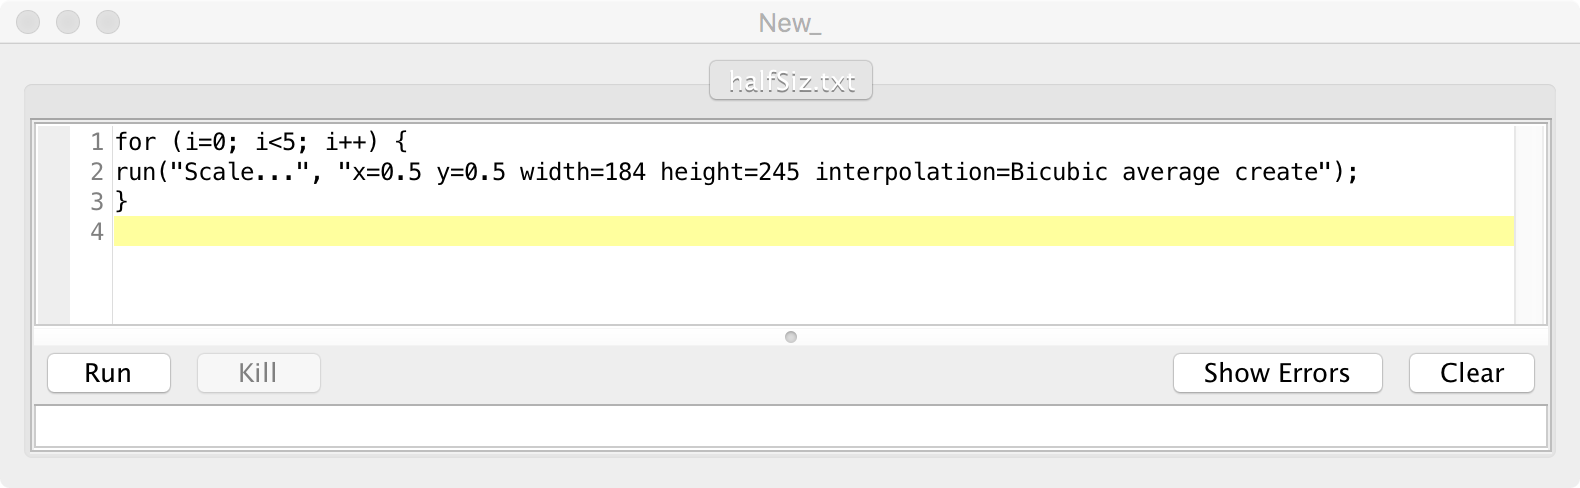 New_
halfSiz.txt
1 for (i=0; i<5; i++) {
2 run("Scale...", "x=0.5 y=0.5 width=184 height=245 interpolation=Bicubic average create");
3 }
4
Run Kill Show Errors Clear